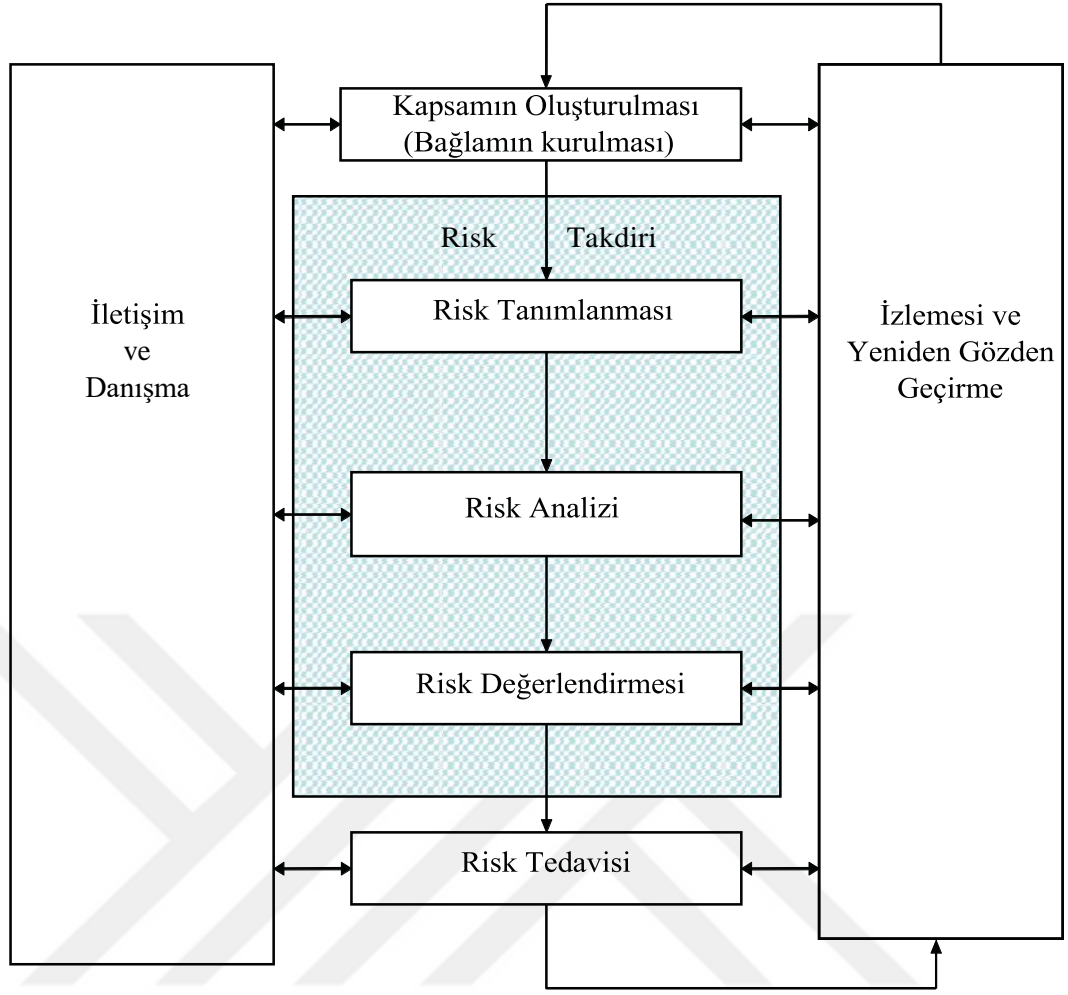 Kapsamın Oluşturulması
(Bağlamın kurulması)
Risk Takdiri
Risk Tanımlanması
İletişim
ve
Danışma
İzlemesi ve
Yeniden Gözden
Geçirme
Risk Analizi
Risk Değerlendirmesi
Risk Tedavisi